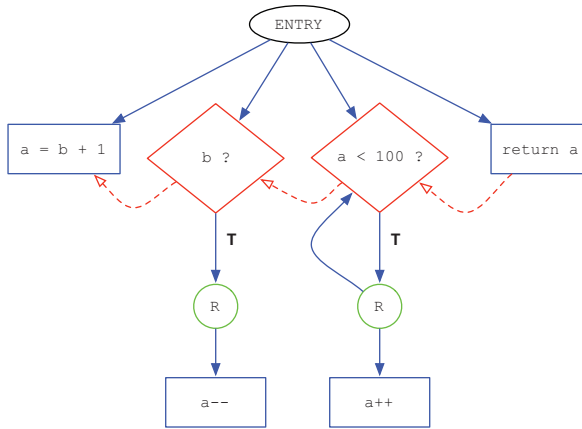 ENTRY
a = b + 1
b ?
a < 100 ?
return a
T
T
R
R
a--
a++